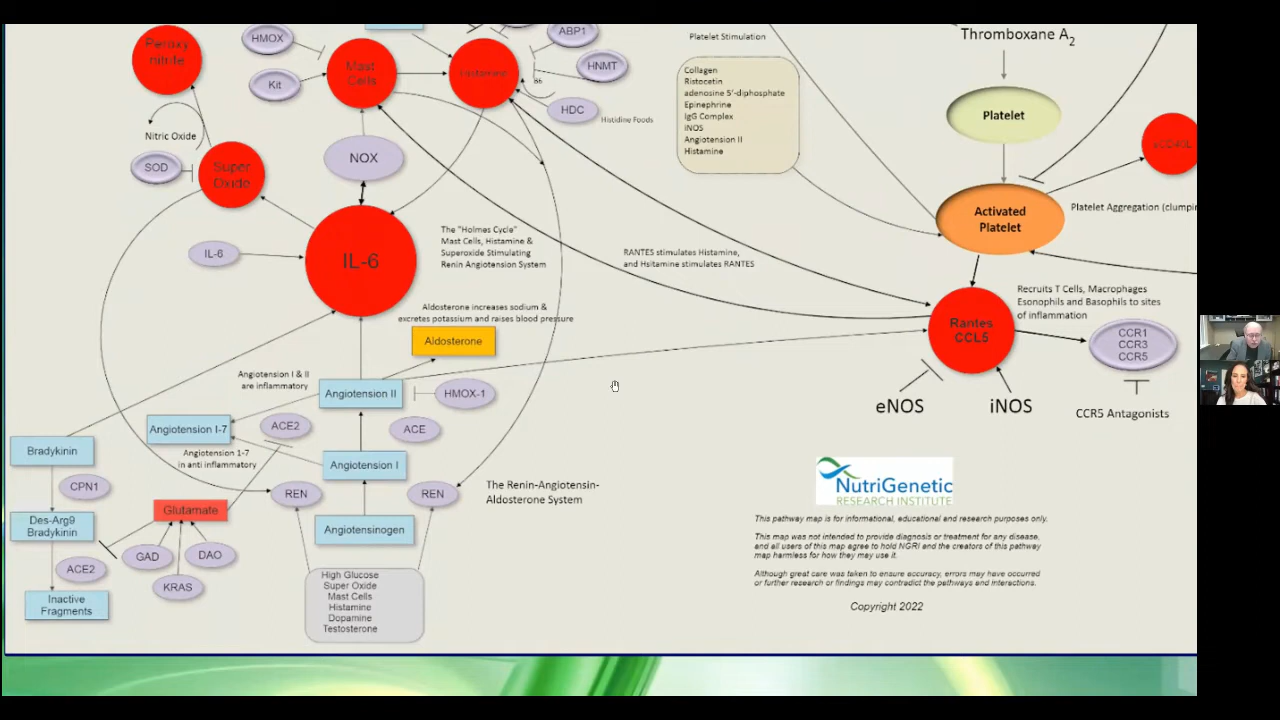 Peroxy
nitrite
HMOX
Kit
Mast
Cells
Histamine
ABP1
HNMT
B6
HDC
Histidine Foods
Nitric Oxide
SOD
Super
Oxide
NOX
IL-6
IL-6
The "Holmes Cycle"
Mast Cells, Histamine &
Superoxide Stimulating
Renin Angiotensin System
Platelet Stimulation
Collagen
Ristocetin
adenosine 5'-diphosphate
Epinephrine
IgG Complex
iNOS
Angiotension II
Histamine
Thromboxane A2
Platelet
sCD40L
Activated
Platelet
Platelet Aggregation (clumpin
RANTES stimulates Histamine,
and Hsitamine stimulates RANTES
Recruits T Cells, Macrophages
Esonophils and Basophils to sites
of inflammation
Rantes
CCL5
CCR1
CCR3
CCR5
eNOS
iNOS
CCR5 Antagonists
Aldosterone increases sodium &
excretes potassium and raises blood pressure
Aldosterone
Angiotension I & II
are inflammatory
Angiotension II
HMOX-1
Angiotension I-7
ACE2
ACE
Angiotension 1-7
in anti inflammatory
Angiotension I
Bradykinin
CPN1
REN
REN
The Renin-Angiotensin-
Aldosterone System
Glutamate
Des-Arg9
Bradykinin
Angiotensinogen
GAD
DAO
ACE2
KRAS
Inactive
Fragments
High Glucose
Super Oxide
Mast Cells
Histamine
Dopamine
Testosterone
NutriGenetic
RESEARCH INSTITUTE
This pathway map is for informational, educational and research purposes only.
This map was not intended to provide diagnosis or treatment for any disease,
and all users of this map agree to hold NGRI and the creators of this pathway
map harmless for how they may use it.
Although great care was taken to ensure accuracy, errors may have occurred
or further research or findings may contradict the pathways and interactions.
Copyright 2022